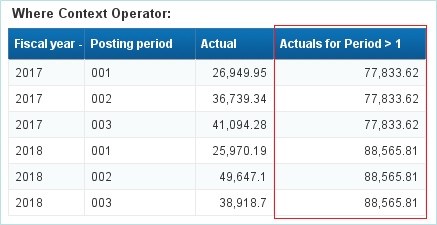 Where Context Operator:
Fiscal year - Posting period Actual Actuals for Period > 1
2017 001 26,949.95 77,833.62
2017 002 36,739.34 77,833.62
2017 003 41,094.28 77,833.62
2018 001 25,970.19 88,565.81
2018 002 49,647.1 88,565.81
2018 003 38,918.7 88,565.81